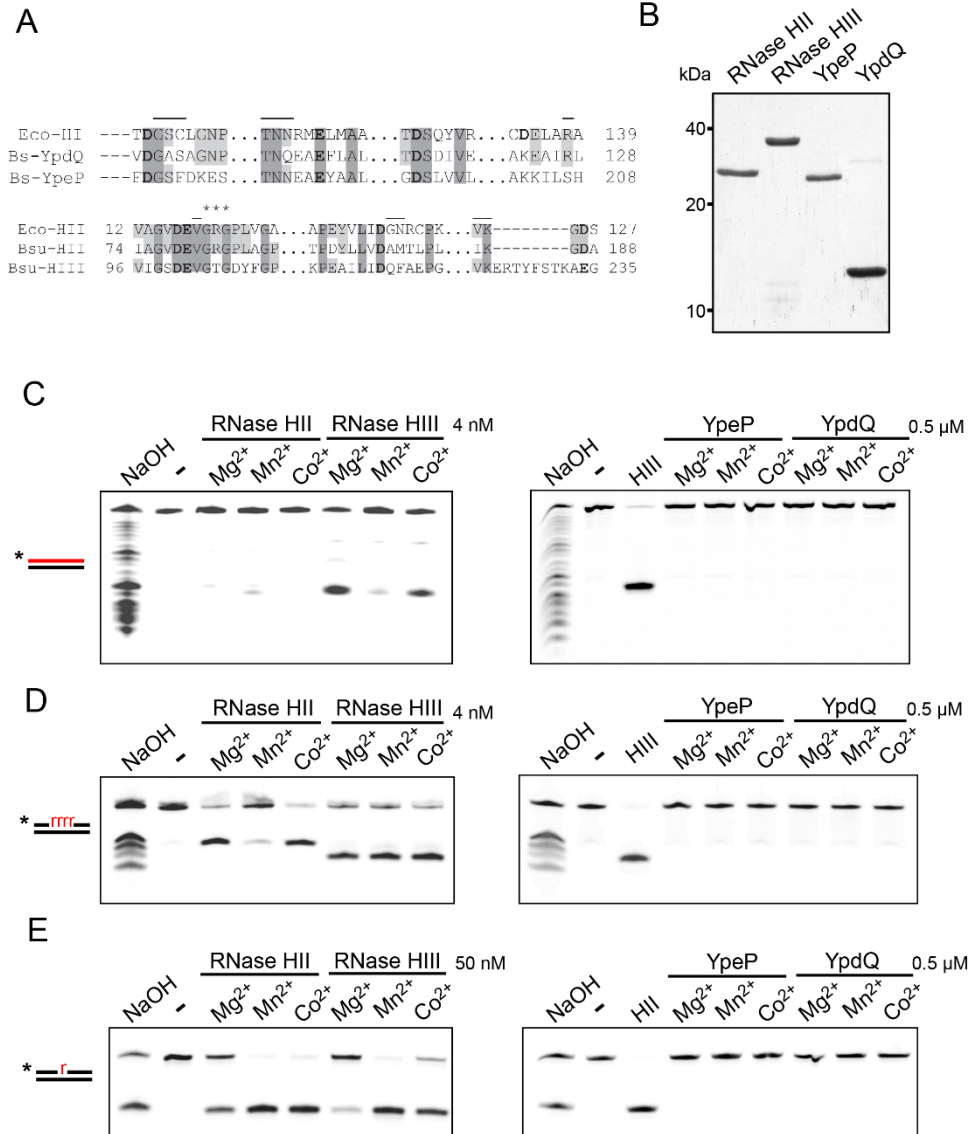 A
Eco-HI ---TDGSCLGNP...TNNRMELMAA...TDSQYVR...CDELARA 139
Bs-YpdQ ---VDGASAGNP...TNQEAEFLAL...TDSDIVE...AKEAIRL 128
Bs-YpeP ---FDGSFDKES...TNNEAEYAAL...GDSLVVL...AKKILSH 208
***
Eco-HII 12 VAGVDEVGRGPLVGA...APEYVLIDGNRCPK...VK-------GDS 127
Bsu-HII 74 IAGVDEVGRGPLAGP...TPDYLLVDAMTLPL...IK-------GDA 188
Bsu-HIII 96 VIGSDEVGTGDYFGP...KPEAILIDQFAEPG...VKERTYFSTKAEG 235
B
kDa RNase HII RNase HIII YpeP YpdQ
40
20
10
C
RNase HII RNase HIII 4 nM YpeP YpdQ 0.5 µM
NaOH - Mg2+ Mn2+ Co2+ Mg2+ Mn2+ Co2+ NaOH - HIII Mg2+ Mn2+ Co2+ Mg2+ Mn2+ Co2+
*
D
RNase HII RNase HIII 4 nM YpeP YpdQ 0.5 µM
NaOH - Mg2+ Mn2+ Co2+ Mg2+ Mn2+ Co2+ NaOH - HIII Mg2+ Mn2+ Co2+ Mg2+ Mn2+ Co2+
* rrrr
E
RNase HII RNase HIII 50 nM YpeP YpdQ 0.5 µM
NaOH - Mg2+ Mn2+ Co2+ Mg2+ Mn2+ Co2+ NaOH - HII Mg2+ Mn2+ Co2+ Mg2+ Mn2+ Co2+
* r